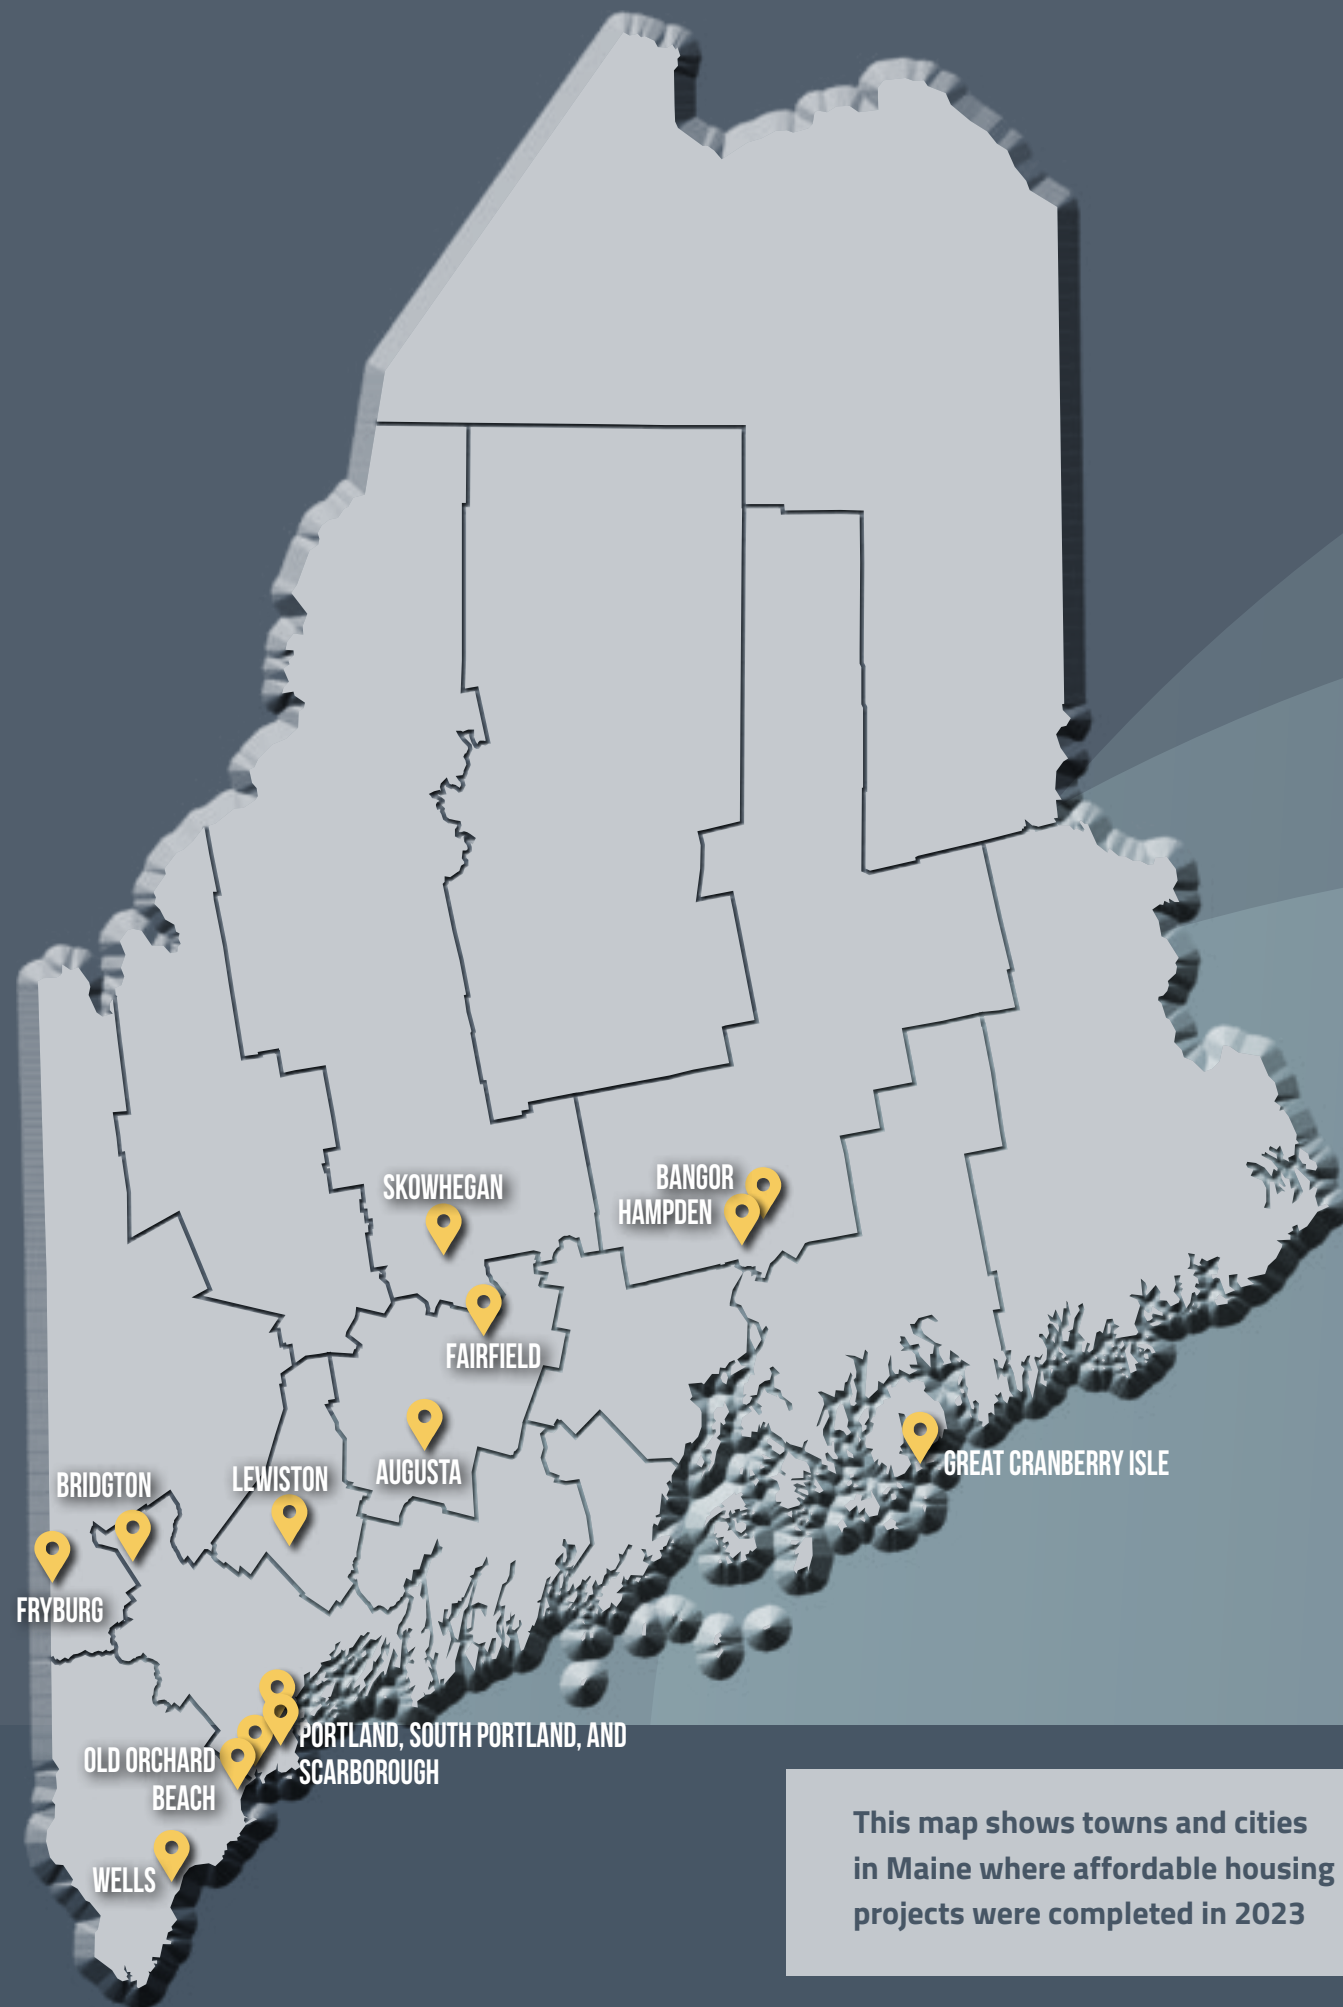 SKOWHEGAN
BANGOR
HAMPDEN
FAIRFIELD
AUGUSTA
LEWISTON
BRIDGTON
GREAT CRANBERRY ISLE
FRYBURG
PORTLAND, SOUTH PORTLAND, AND
SCARBOROUGH
OLD ORCHARD
BEACH
WELLS
This map shows towns and cities
in Maine where affordable housing
projects were completed in 2023